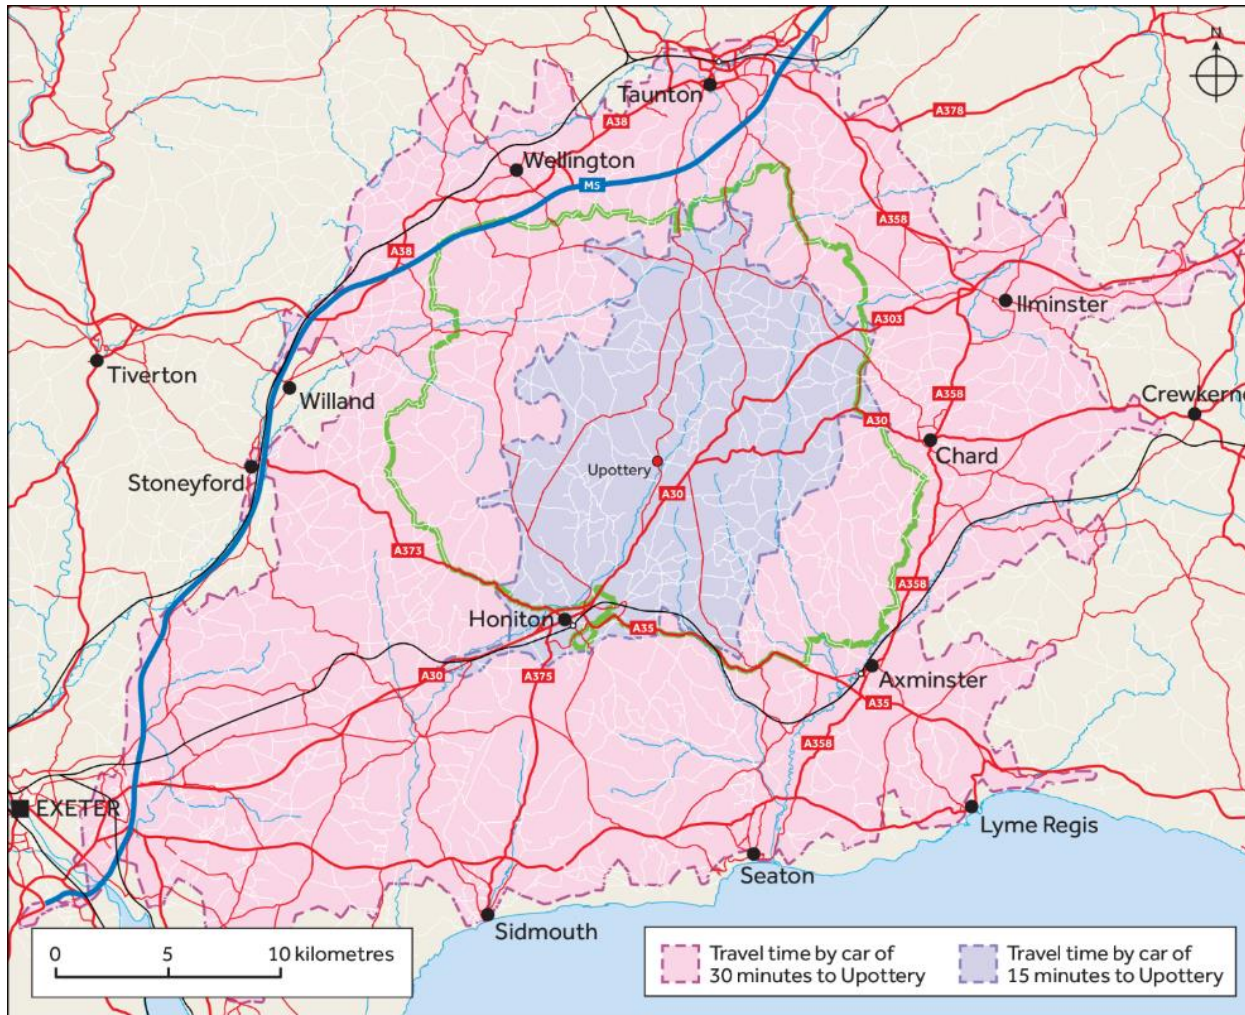 N
Taunton
A38
A378
Wellington
M5
A38
A358
Ilminster
A303
Tiverton
Willand
A358
Crewkerne
A30
Chard
Stoneyford
Upottery
A30
A373
A358
Honiton
A35
A30
A375
Axminster
A35
A358
EXETER
Lyme Regis
Seaton
Sidmouth
0 5 10 kilometres
Travel time by car of
30 minutes to Upottery
Travel time by car of
15 minutes to Upottery